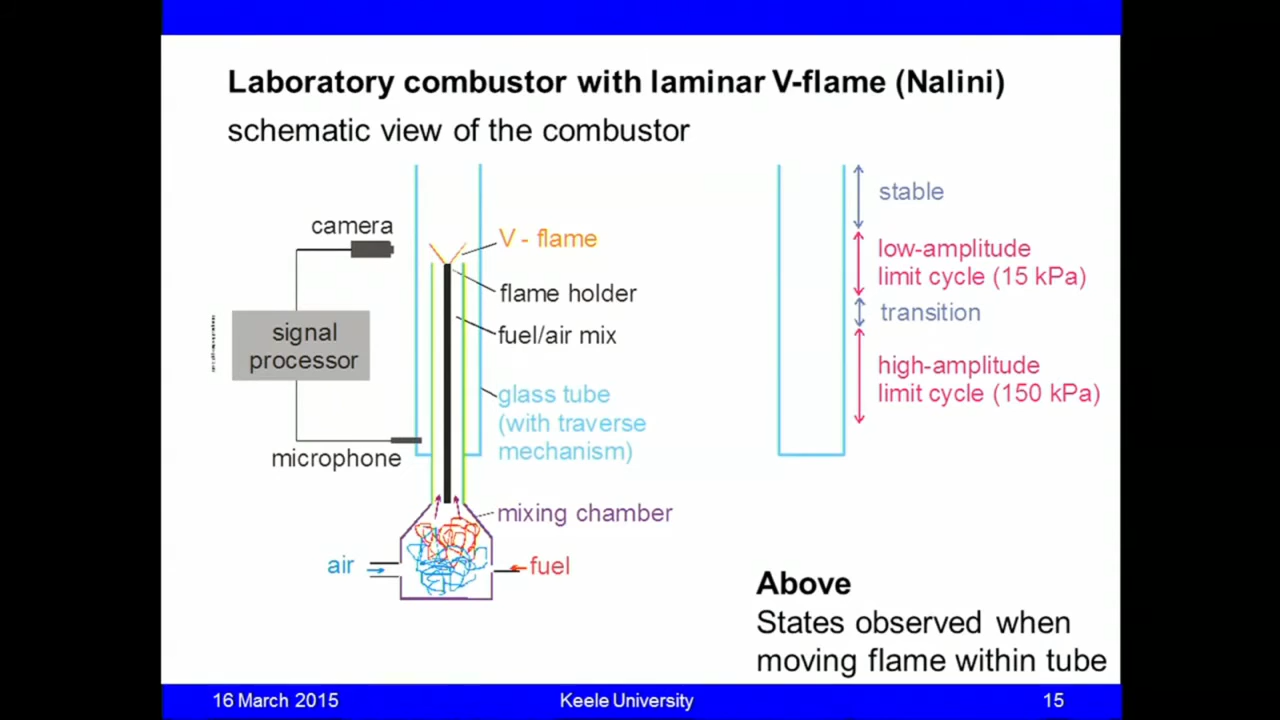 Laboratory combustor with laminar V-flame (Nalini)
schematic view of the combustor
camera
signal
processor
microphone
V - flame
flame holder
fuel/air mix
glass tube
(with traverse
mechanism)
mixing chamber
air
fuel
stable
low-amplitude
limit cycle (15 kPa)
transition
high-amplitude
limit cycle (150 kPa)
Above
States observed when
moving flame within tube
16 March 2015
Keele University
15